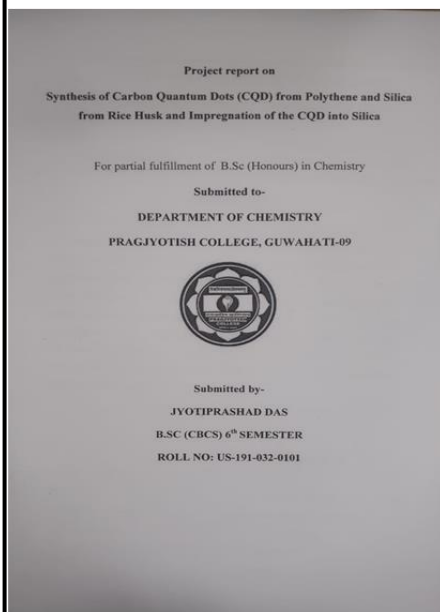 Project report on
Synthesis of Carbon Quantum Dots (CQD) from Polythene and Silica
from Rice Husk and Impregnation of the CQD into Silica
For partial fulfillment of B.Sc (Honours) in Chemistry
Submitted to-
DEPARTMENT OF CHEMISTRY
PRAGJYOTISH COLLEGE, GUWAHATI-09
Submitted by-
JYOTIPRASHAD DAS
B.SC (CBCS) 6th SEMESTER
ROLL NO: US-191-032-0101